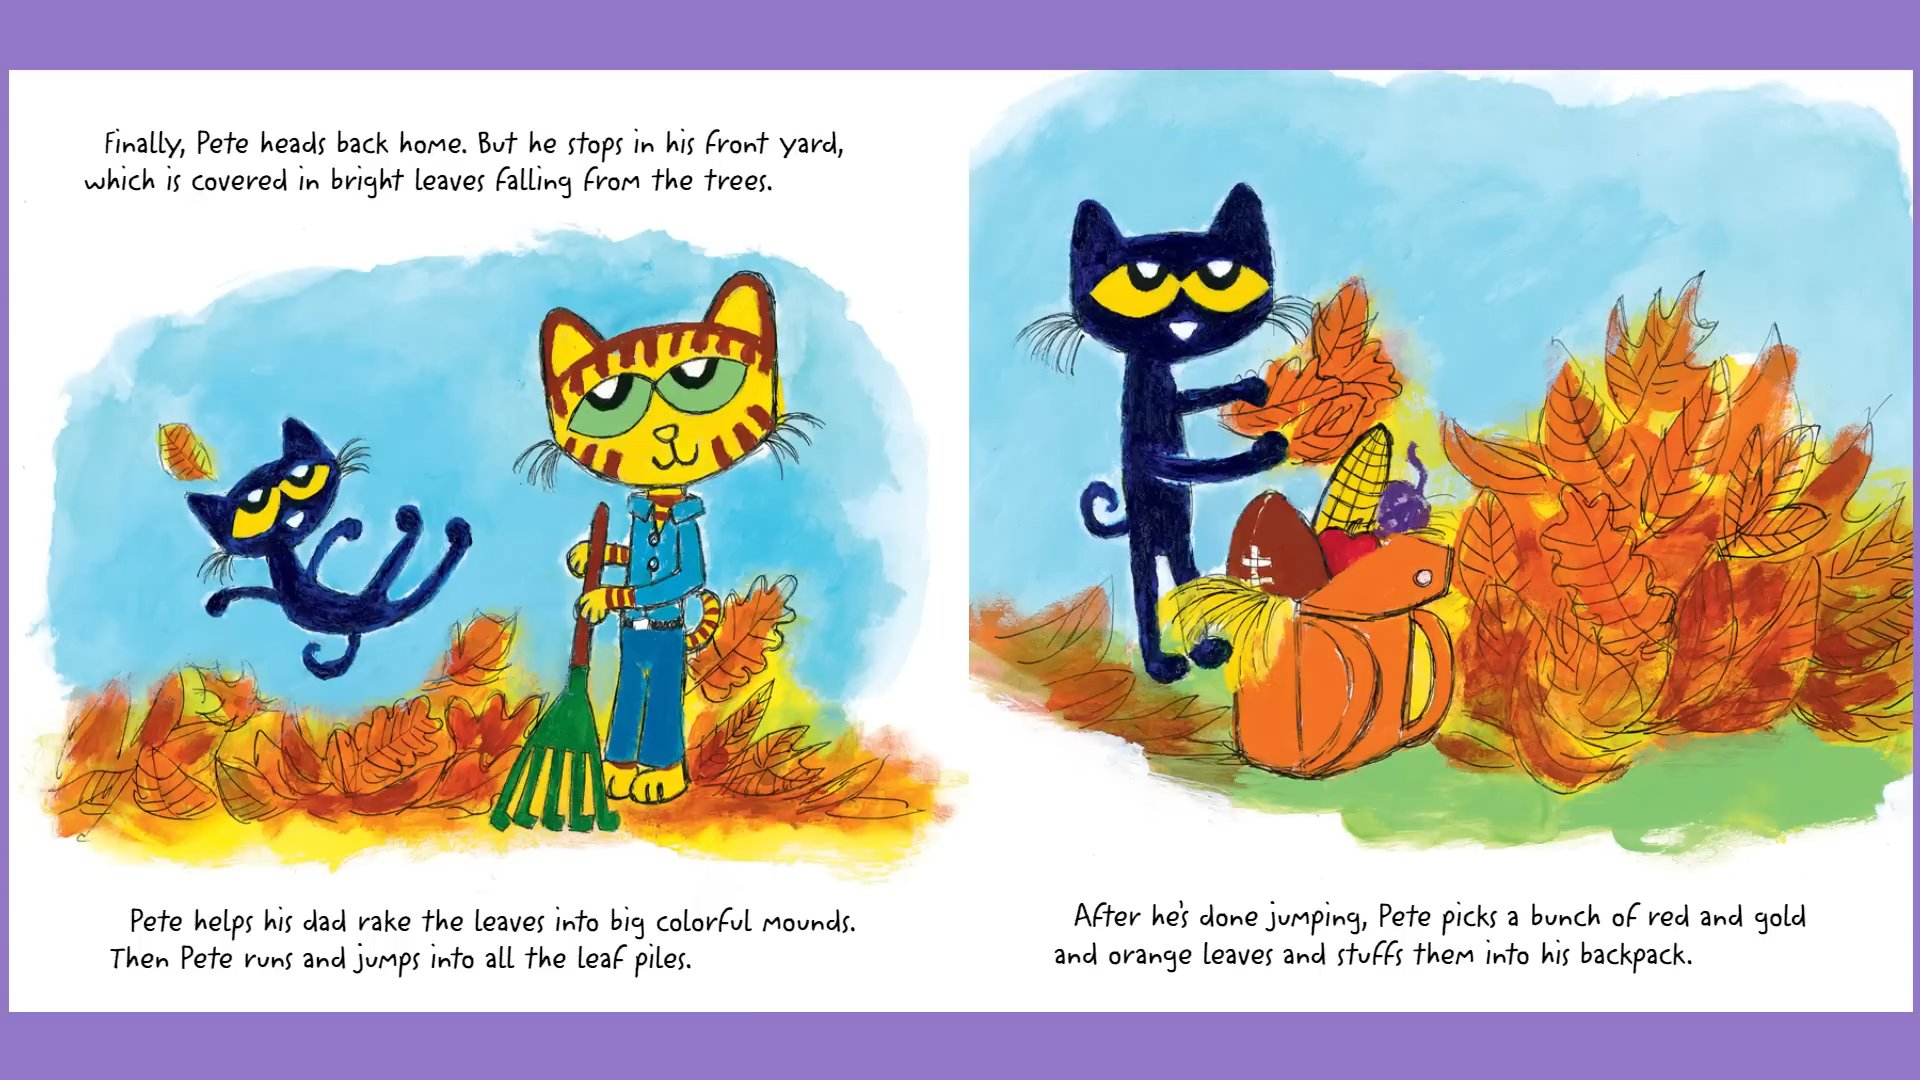 Finally, Pete heads back home. But he stops in his front yard,
which is covered in bright leaves falling from the trees.
Pete helps his dad rake the leaves into big colorful mounds.
Then Pete runs and jumps into all the leaf piles.
After he's done jumping, Pete picks a bunch of red and gold
and orange leaves and stuffs them into his backpack.